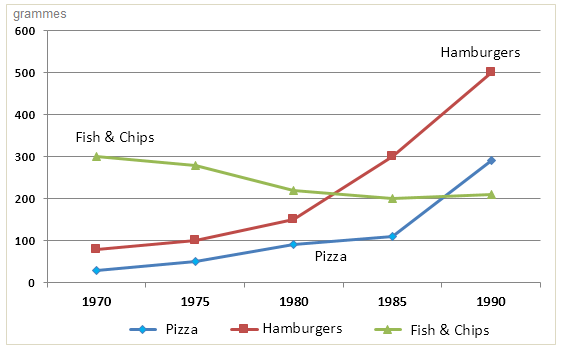 grammes
600
500
400
300
200
100
0
Hamburgers
Fish & Chips
Pizza
1970 1975 1980 1985 1990
Pizza Hamburgers Fish & Chips